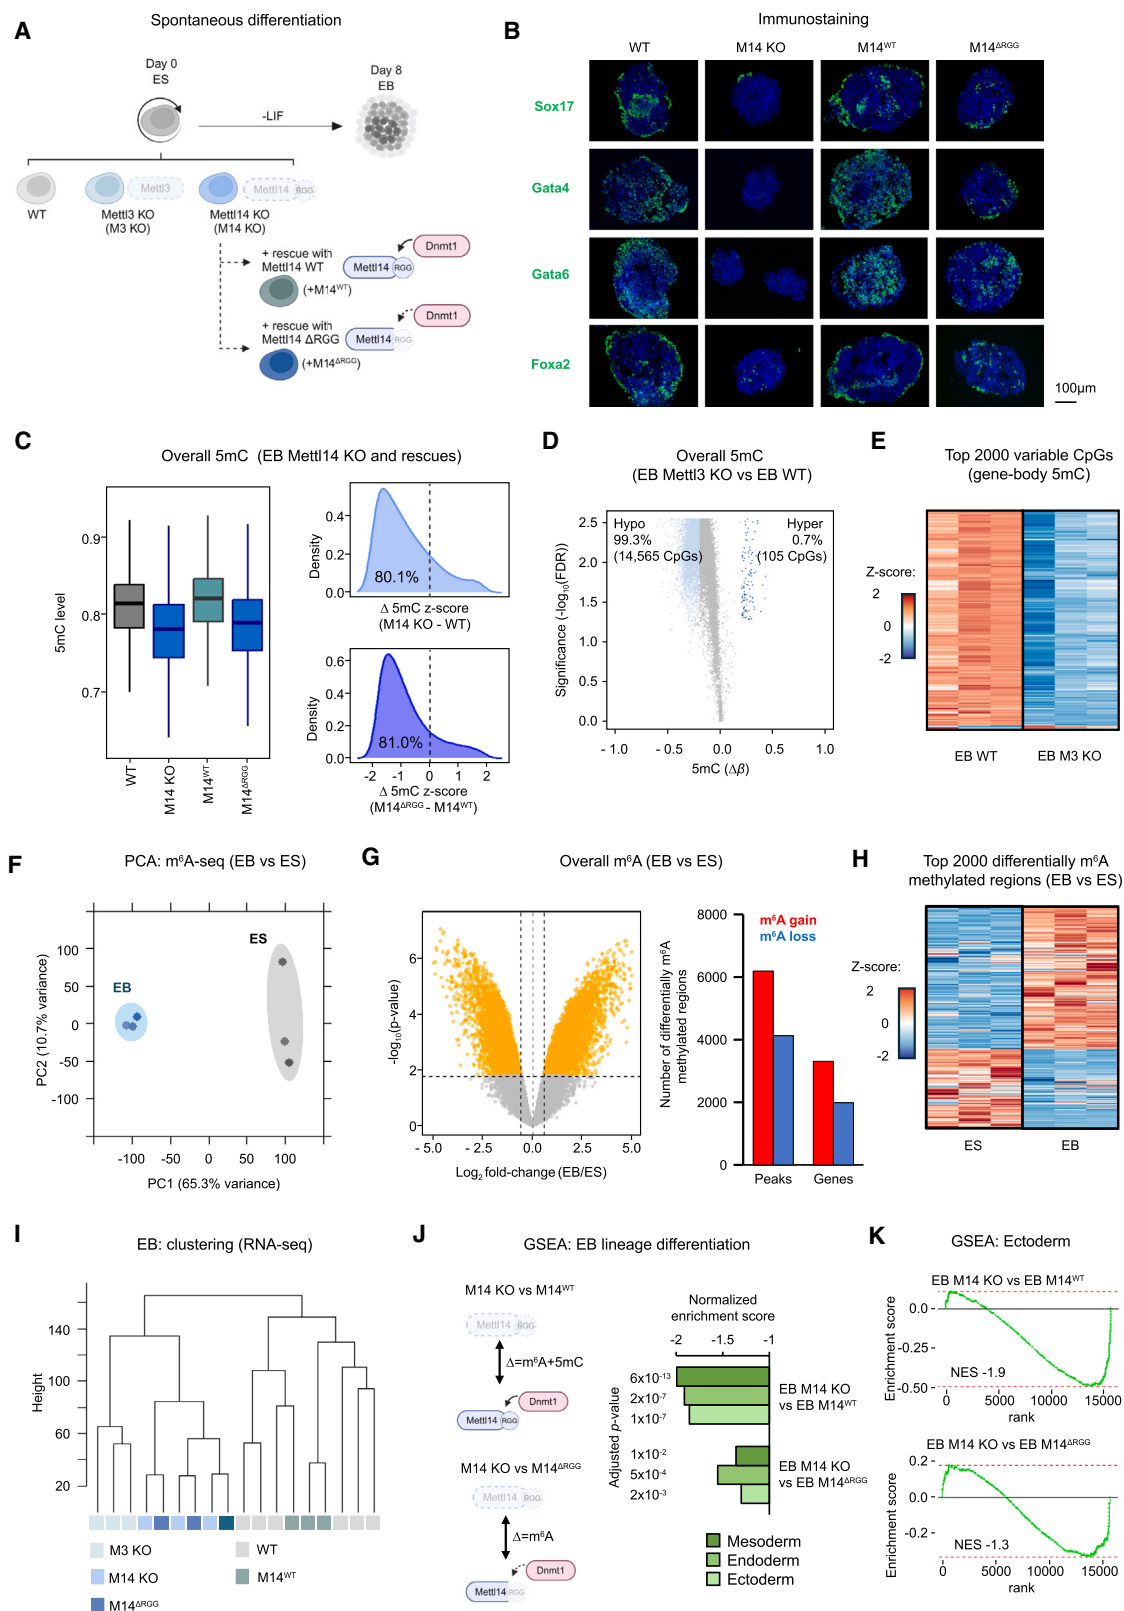 A
Spontaneous differentiation
Day 0
ES
Day 8
EB
-LIF
Mettl3
Mettl14
RGG
WT
Mettl3 KO
(M3 KO)
Mettl14 KO
(M14 KO)
+ rescue with
Mettl14 WT
(+M14ᵂᵀ)
Mettl14
RGG
Dnmt1
+ rescue with
Mettl14 ΔRGG
(+M14ᐞᴿᴳᴳ)
Mettl14
RGG
Dnmt1
B
Immunostaining
WT
M14 KO
M14ᵂᵀ
M14ᐞᴿᴳᴳ
Sox17
Gata4
Gata6
Foxa2
100µm
C
Overall 5mC (EB Mettl14 KO and rescues)
5mC level
0.9
0.8
0.7
WT
M14 KO
M14ᵂᵀ
M14ᐞᴿᴳᴳ
Density
0.4
0.2
0.0
80.1%
Δ 5mC z-score
(M14 KO - WT)
Density
0.6
0.4
0.2
0.0
81.0%
-2 -1 0 1 2
Δ 5mC z-score
(M14ᐞᴿᴳᴳ - M14ᵂᵀ)
D
Overall 5mC
(EB Mettl3 KO vs EB WT)
Significance (-log₁₀(FDR))
2.5
2.0
1.5
1.0
0.5
0.0
Hypo
99.3%
(14,565 CpGs)
Hyper
0.7%
(105 CpGs)
- 1.0 -0.5 0.0 0.5 1.0
5mC (Δβ)
E
Top 2000 variable CpGs
(gene-body 5mC)
Z-score:
2
0
-2
EB WT
EB M3 KO
F
PCA: m⁶A-seq (EB vs ES)
PC2 (10.7% variance)
100
50
0
-50
-100
ES
EB
-100 -50 0 50 100
PC1 (65.3% variance)
G
Overall m⁶A (EB vs ES)
-log₁₀(p-value)
6
4
2
0
- 5.0 - 2.5 0.0 2.5 5.0
Log₂ fold-change (EB/ES)
Number of differentially m⁶A
methylated regions
8000
6000
4000
2000
0
m⁶A gain
m⁶A loss
Peaks
Genes
H
Top 2000 differentially m⁶A
methylated regions (EB vs ES)
Z-score:
2
0
-2
ES
EB
I
EB: clustering (RNA-seq)
Height
140
100
60
20
M3 KO
M14 KO
M14ᐞᴿᴳᴳ
WT
M14ᵂᵀ
J
GSEA: EB lineage differentiation
M14 KO vs M14ᵂᵀ
Mettl14
RGG
Δ=m⁶A+5mC
Dnmt1
Mettl14
RGG
M14 KO vs M14ᐞᴿᴳᴳ
Mettl14
RGG
Δ=m⁶A
Dnmt1
Mettl14
RGG
Normalized
enrichment score
-2 -1.5 -1
Adjusted p-value
6x10⁻¹³
2x10⁻⁷
1x10⁻⁷
EB M14 KO
vs EB M14ᵂᵀ
1x10⁻²
5x10⁻⁴
2x10⁻³
EB M14 KO
vs EB M14ᐞᴿᴳᴳ
Mesoderm
Endoderm
Ectoderm
K
GSEA: Ectoderm
EB M14 KO vs EB M14ᵂᵀ
Enrichment score
0.0
-0.25
-0.50
NES -1.9
0 5000 10000 15000
rank
EB M14 KO vs EB M14ᐞᴿᴳᴳ
Enrichment score
0.2
0.0
-0.2
NES -1.3
0 5000 10000 15000
rank